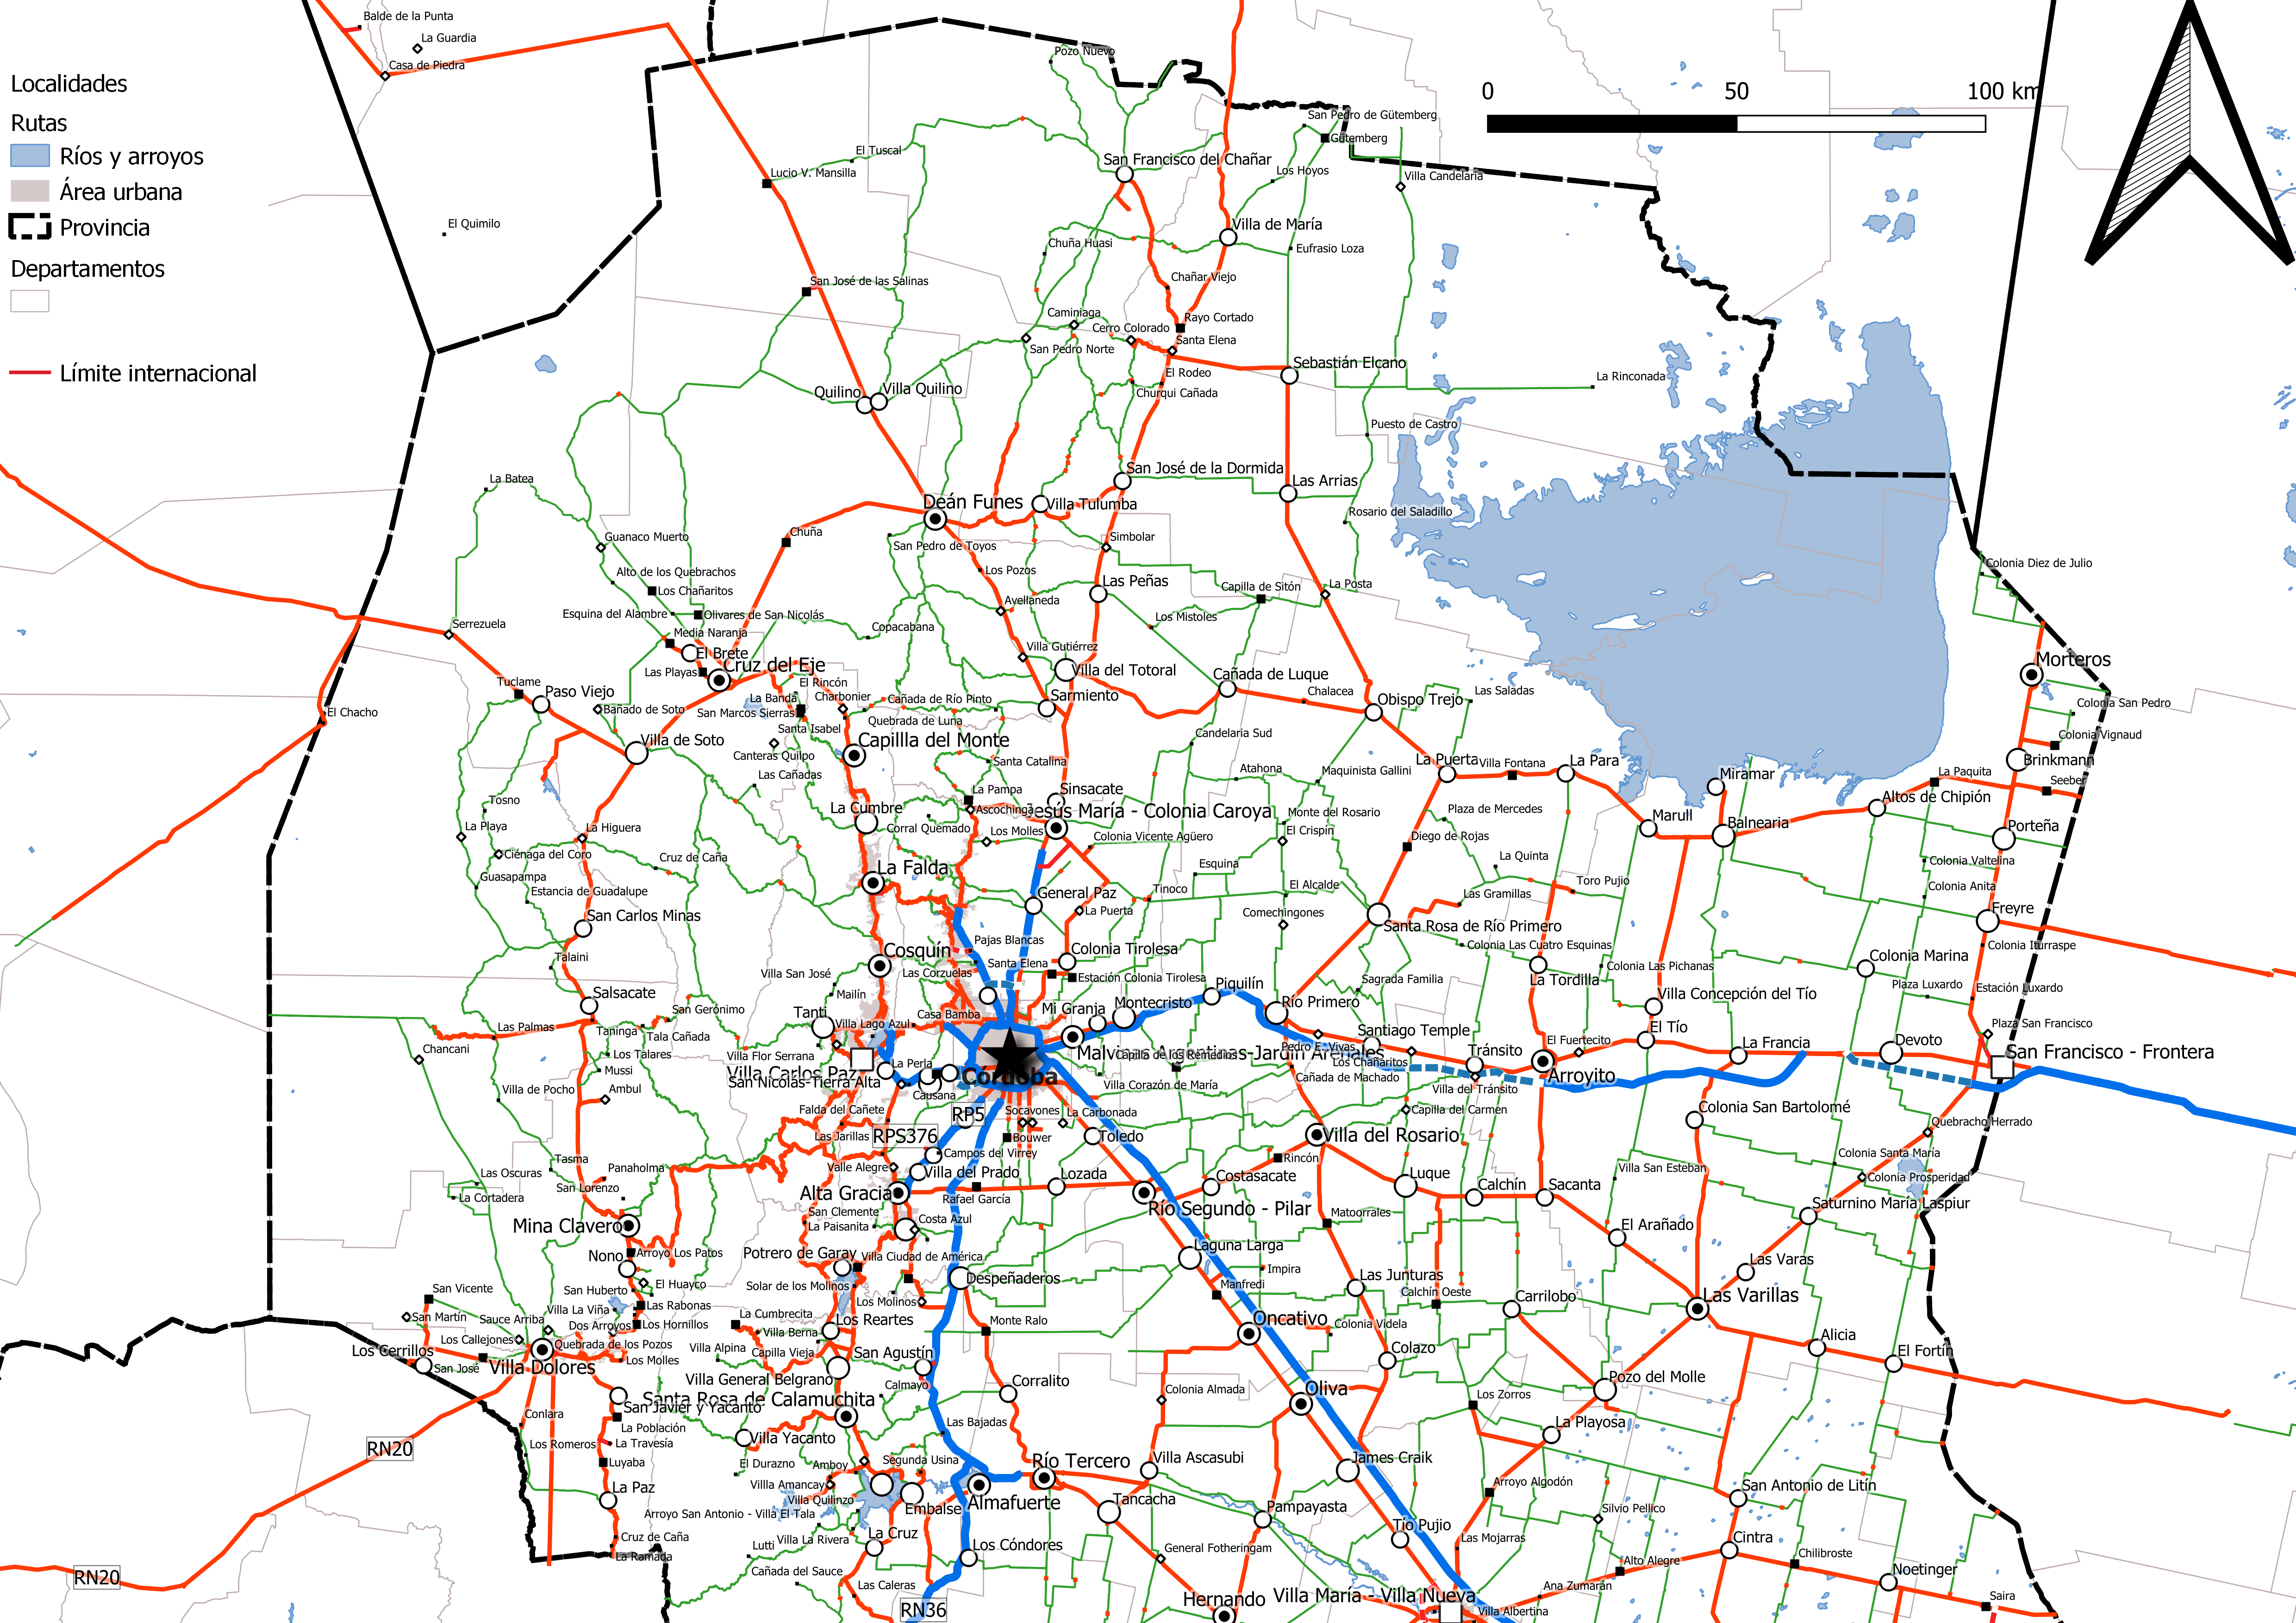 Balde de la Punta
La Guardia
Casa de Piedra
Localidades
Rutas
Ríos y arroyos
Área urbana
Provincia
Departamentos
Límite internacional
0 50 100 km
Pozo Nuevo
San Pedro de Gütemberg
Gütemberg
El Tuscal
Lucio V. Mansilla
San Francisco del Chañar
Los Hoyos
Villa Candelaria
El Quimilo
Villa de María
Chuña Huasi
Eufrasio Loza
San José de las Salinas
Chañar Viejo
Caminiaga
Rayo Cortado
Cerro Colorado
Santa Elena
San Pedro Norte
Sebastián Elcano
El Rodeo
La Rinconada
Quilino
Villa Quilino
Churqui Cañada
Puesto de Castro
San José de la Dormida
La Batea
Las Arrias
Deán Funes
Villa Tulumba
Rosario del Saladillo
Chuña
Guanaco Muerto
San Pedro de Toyos
Simbolar
Colonia Diez de Julio
Los Pozos
Alto de los Quebrachos
Los Chañaritos
Las Peñas
Capilla de Sitón
La Posta
Avellaneda
Esquina del Alambre
Olivares de San Nicolás
Los Mistoles
Serrezuela
Copacabana
Media Naranja
El Brete
Villa Gutiérrez
Cruz del Eje
Las Playas
Villa del Totoral
Morteros
Tuclame
Paso Viejo
El Rincón
La Banda
Charbonier
Cañada de Río Pinto
Sarmiento
Cañada de Luque
Chalacea
Obispo Trejo
Las Saladas
El Chacho
Bañado de Soto
San Marcos Sierras
Quebrada de Luna
Colonia San Pedro
Santa Isabel
Villa de Soto
Capillla del Monte
Candelaria Sud
Colonia Vignaud
Canteras Quilpo
Santa Catalina
La Puerta
Villa Fontana
La Para
Brinkmann
Las Cañadas
Atahona
Maquinista Gallini
Miramar
La Paquita
Seeber
Tosno
La Pampa
Sinsacate
Altos de Chipión
La Cumbre
Ascochinga
Jesús María - Colonia Caroya
Monte del Rosario
Plaza de Mercedes
Marull
Balnearia
Porteña
La Playa
La Higuera
Corral Quemado
Los Molles
Colonia Vicente Agüero
El Crispín
Diego de Rojas
Ciénaga del Coro
Cruz de Caña
La Quinta
Colonia Valtelina
La Falda
Esquina
Guasapampa
Estancia de Guadalupe
General Paz
Tinoco
El Alcalde
Las Gramillas
Toro Pujio
Colonia Anita
San Carlos Minas
La Puerta
Comechingones
Santa Rosa de Río Primero
Freyre
Cosquín
Pajas Blancas
Colonia Tirolesa
Colonia Las Cuatro Esquinas
Colonia Iturraspe
Talaini
Santa Elena
Colonia Marina
Villa San José
Las Corzuelas
Estación Colonia Tirolesa
Sagrada Familia
La Tordilla
Colonia Las Pichanas
Salsacate
Mailín
Piquilín
Plaza Luxardo
Estación Luxardo
San Gerónimo
Tanti
Villa Lago Azul
Casa Bamba
Mi Granja
Montecristo
Río Primero
Villa Concepción del Tío
Las Palmas
Taninga
Tala Cañada
Santiago Temple
El Fuertecito
El Tío
Plaza San Francisco
Chancani
Los Talares
Villa Flor Serrana
Malvinas Argentinas-Jardín Arenales
Capilla de los Remedios
Pedro E. Vivas
Los Chañaritos
Tránsito
La Francia
Devoto
San Francisco - Frontera
Mussi
Villa Carlos Paz
La Perla
Córdoba
Cañada de Machado
Arroyito
Villa de Pocho
Ambul
San Nicolás-Tierra Alta
Causana
Villa Corazón de María
Villa del Tránsito
Falda del Cañete
RP5
Socavones
La Carbonada
Capilla del Carmen
Colonia San Bartolomé
Las Jarillas
RPS376
Bouwer
Toledo
Villa del Rosario
Quebracho Herrado
Tasma
Panaholma
Valle Alegre
Campos del Virrey
Rincón
Colonia Santa María
Las Oscuras
San Lorenzo
Villa del Prado
Lozada
Costasacate
Luque
Villa San Esteban
Colonia Prosperidad
La Cortadera
Alta Gracia
Rafael García
Calchín
Sacanta
San Clemente
La Paisanita
Costa Azul
Río Segundo - Pilar
Matorrales
Saturnino María Laspiur
Mina Clavero
El Arañado
Nono
Arroyo Los Patos
Potrero de Garay
Villa Ciudad de América
Laguna Larga
Las Varas
El Huayco
Impira
San Vicente
San Huberto
Solar de los Molinos
Despeñaderos
Manfredi
Las Junturas
Calchín Oeste
Las Varillas
Villa La Viña
Las Rabonas
Los Molinos
Carrilobo
San Martín
Sauce Arriba
Dos Arroyos
Los Hornillos
La Cumbrecita
Los Reartes
Monte Ralo
Oncativo
Colonia Videla
Los Callejones
Quebrada de los Pozos
Villa Berna
Alicia
Los Cerrillos
San José
Villa Dolores
Los Molles
Villa Alpina
Capilla Vieja
San Agustín
Colazo
El Fortín
Villa General Belgrano
Calmayo
Corralito
Colonia Almada
Oliva
Los Zorros
Pozo del Molle
Santa Rosa de Calamuchita
San Javier y Yacanto
Conlara
La Población
Las Bajadas
La Playosa
RN20
Los Romeros
La Travesía
Villa Yacanto
Luyaba
El Durazno
Amboy
Segunda Usina
Río Tercero
Villa Ascasubi
James Craik
Arroyo Algodón
San Antonio de Litín
La Paz
Villla Amancay
Villa Quilinzo
Embalse
Almafuerte
Tancacha
Pampayasta
Silvio Pellico
Arroyo San Antonio - Villa El Tala
Cruz de Caña
Villa La Rivera
La Cruz
Los Cóndores
Tío Pujio
Las Mojarras
Cintra
La Ramada
Lutti
General Fotheringam
Alto Alegre
Chilibroste
RN20
Cañada del Sauce
Las Caleras
Noetinger
RN36
Hernando
Villa María - Villa Nueva
Ana Zumarán
Villa Albertina
Saira